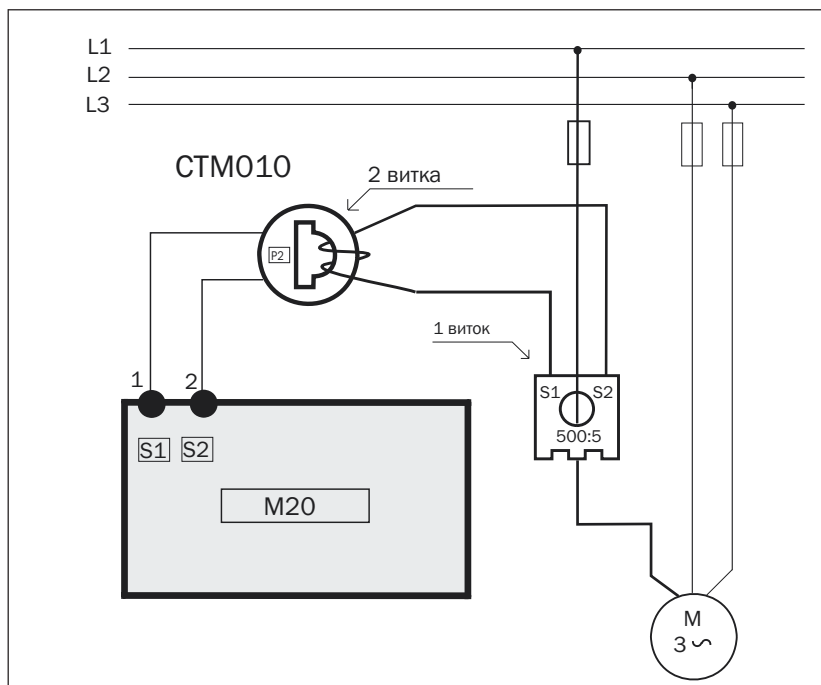 L1
L2
L3
CTM010
2 витка
P2
1 виток
1 2
S1 S2
500:5
S1 S2
M20
M
3 ~